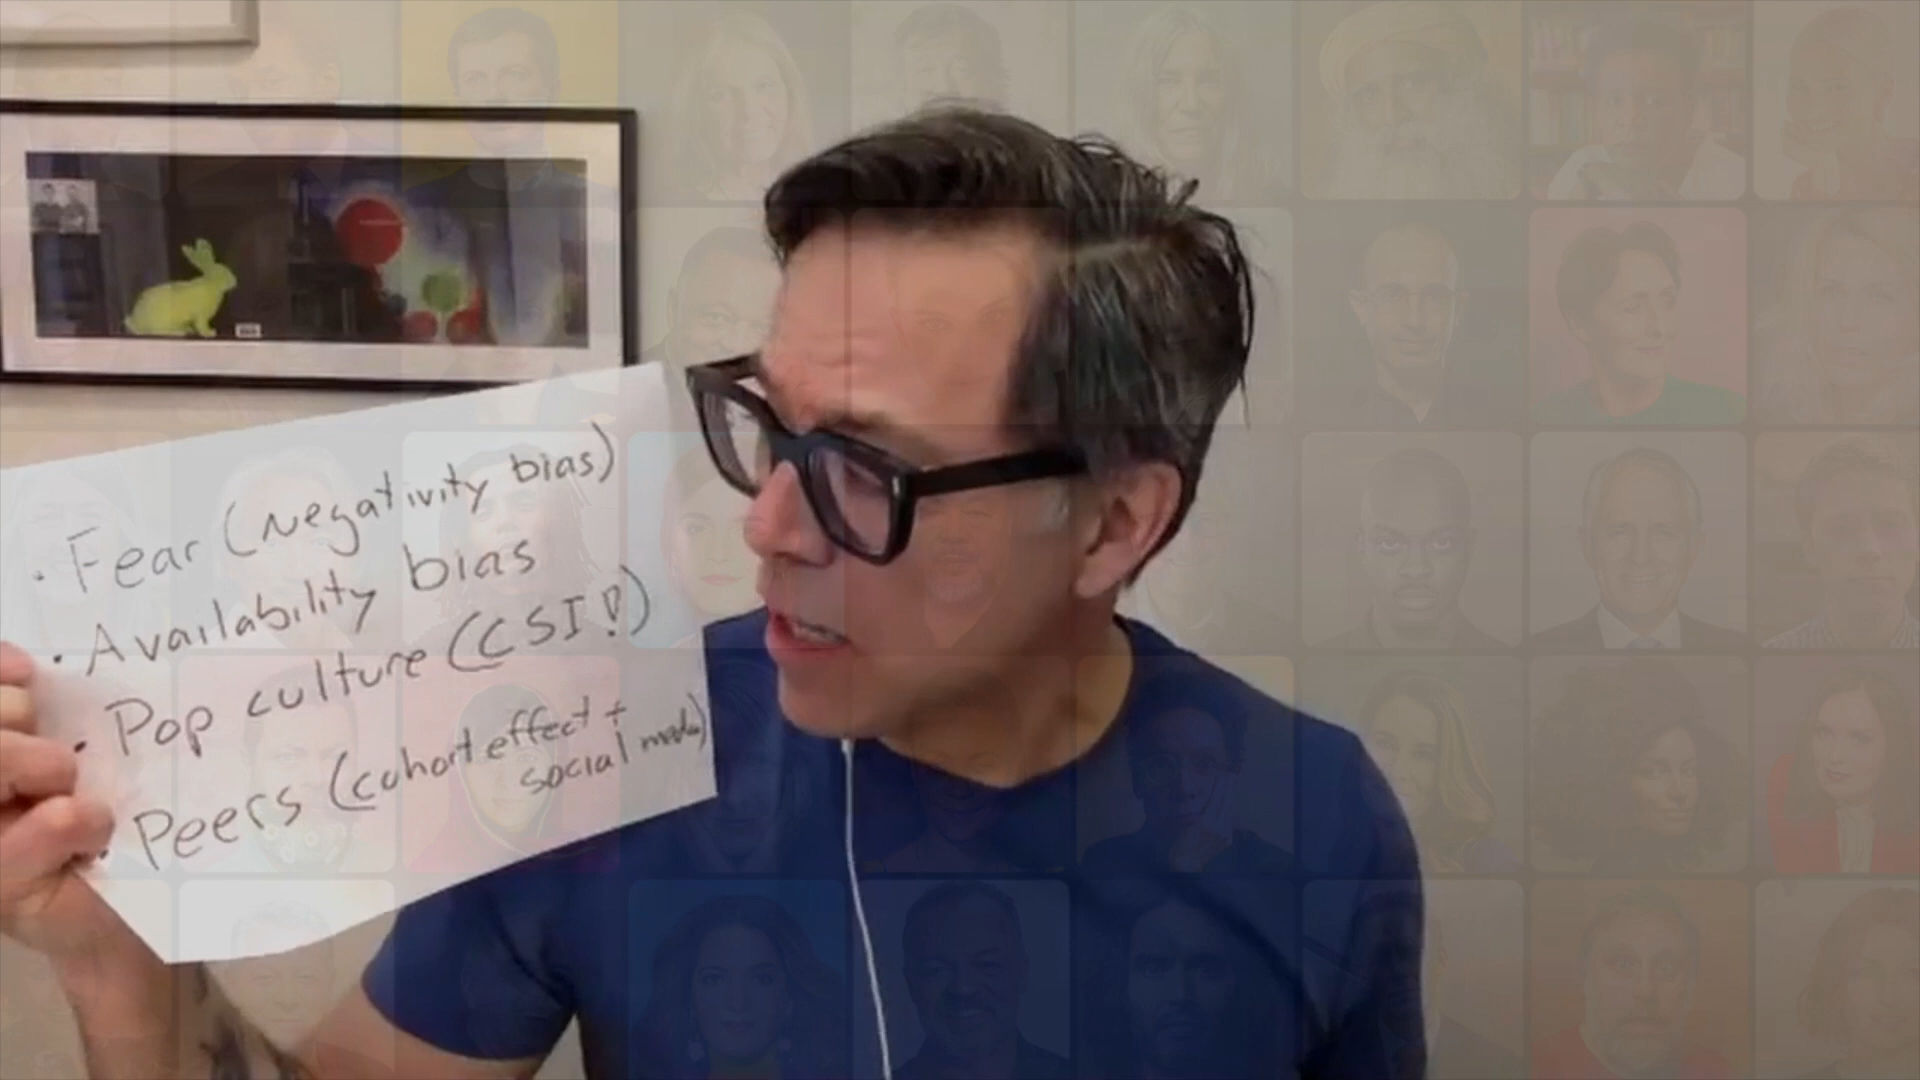 • Fear (Negativity bias)
• Availability bias
• Pop culture (CSI!)
• Peers (cohort effect +
social media)